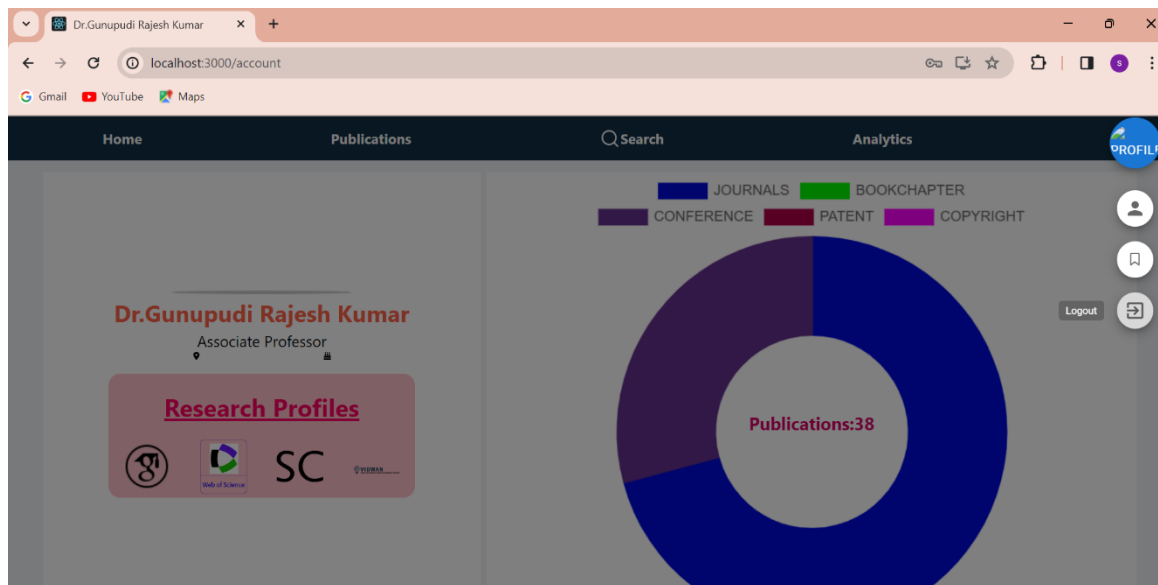 Dr.Gunupudi Rajesh Kumar
localhost:3000/account
S
Gmail YouTube Maps
Home Publications Search Analytics
PROFIL
JOURNALS BOOKCHAPTER
CONFERENCE PATENT COPYRIGHT
Dr.Gunupudi Rajesh Kumar
Associate Professor
Research Profiles
Web of Science
SC
VIDWAN
Publications:38
Logout